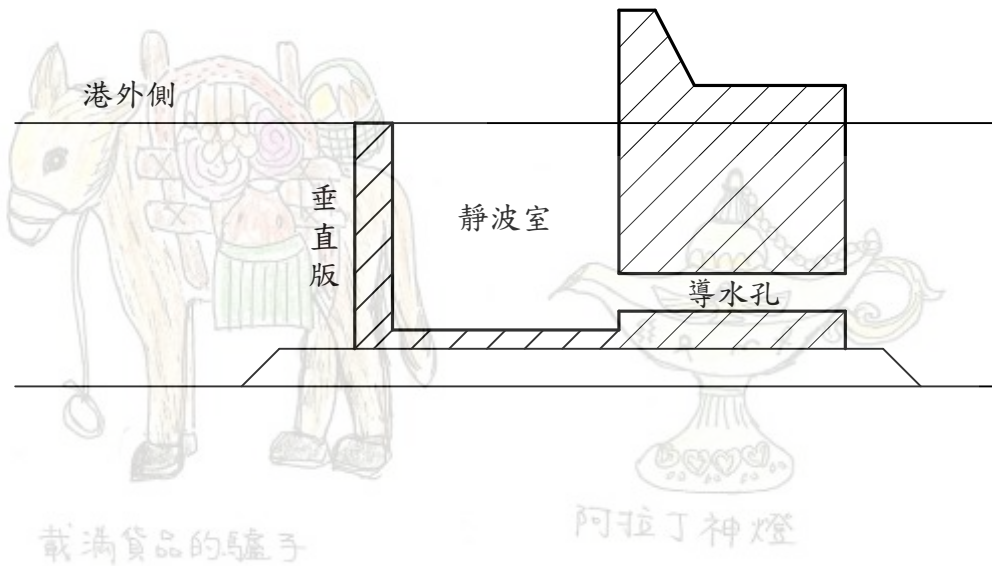 港外側
垂直版
靜波室
導水孔
載滿貨品的驢子
阿拉丁神燈